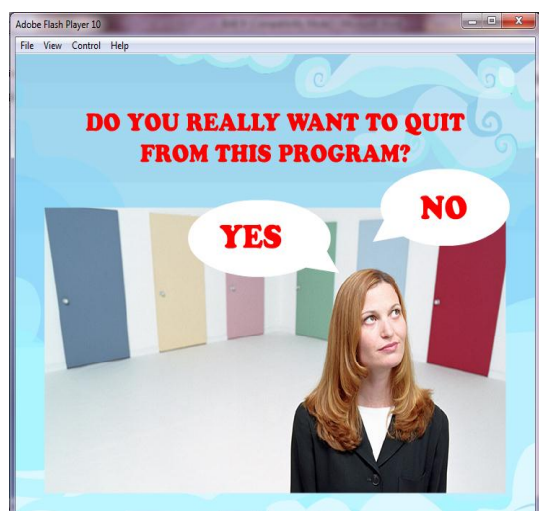 Adobe Flash Player 10
File View Control Help
DO YOU REALLY WANT TO QUIT
FROM THIS PROGRAM?
YES
NO